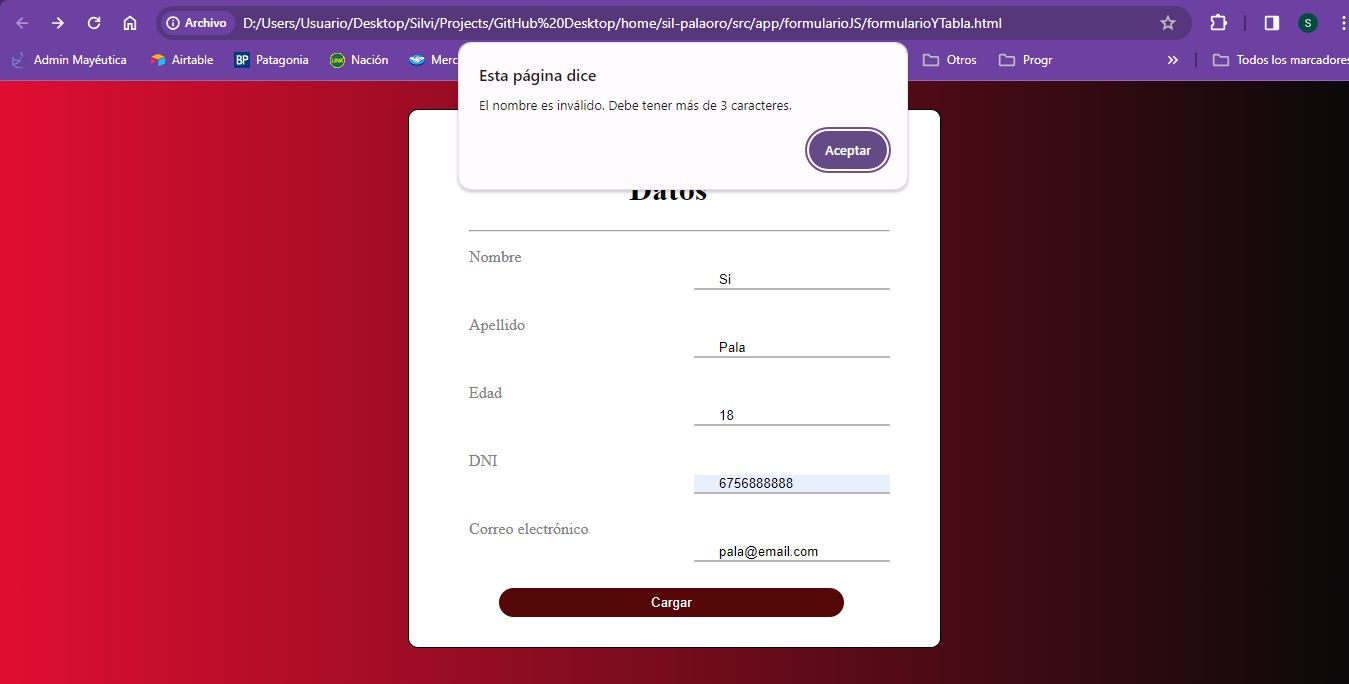 Archivo D:/Users/Usuario/Desktop/Silvi/Projects/GitHub%20Desktop/home/sil-palaoro/src/app/formularioJS/formularioYTabla.html S
Admin Mayéutica Airtable BP Patagonia LINK Nación Merc Otros Progr » Todos los marcadores
Esta página dice
El nombre es inválido. Debe tener más de 3 caracteres.
Aceptar
Datos
Nombre
Si
Apellido
Pala
Edad
18
DNI
6756888888
Correo electrónico
pala@email.com
Cargar